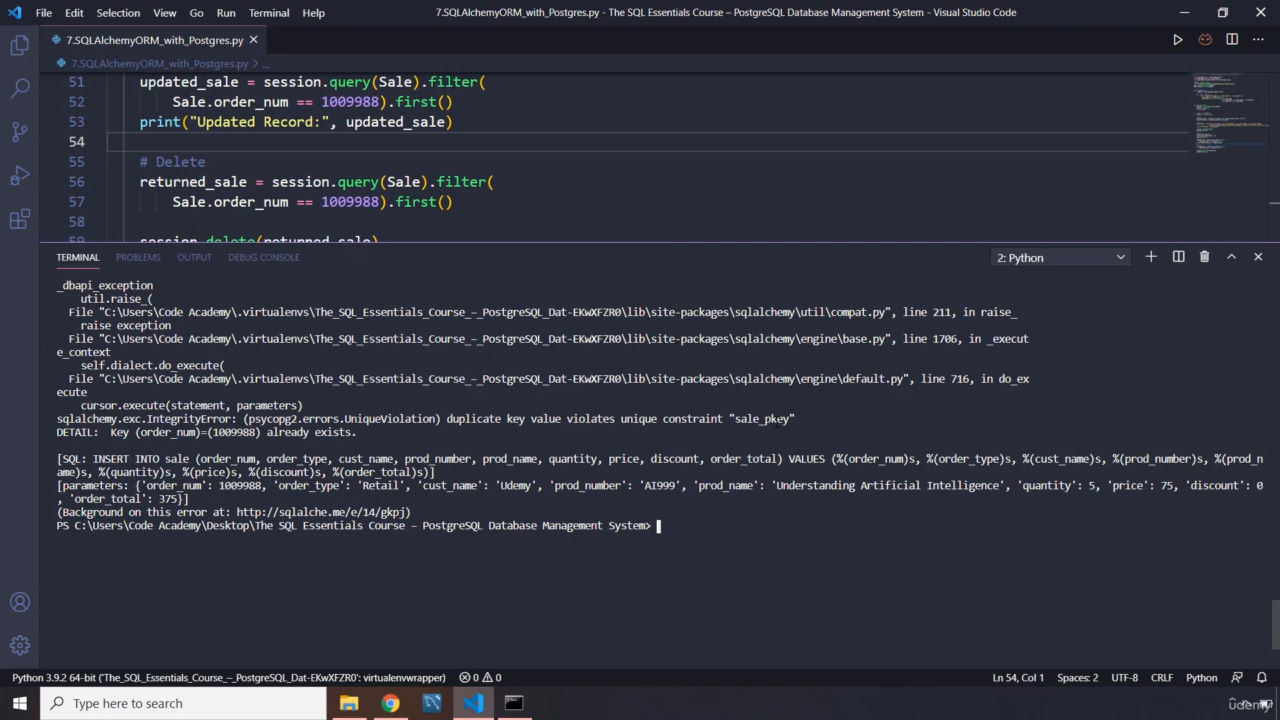 File Edit Selection View Go Run Terminal Help
7.SQLAlchemyORM_with_Postgres.py - The SQL Essentials Course – PostgreSQL Database Management System - Visual Studio Code
7.SQLAlchemyORM_with_Postgres.py
7.SQLAlchemyORM_with_Postgres.py > ...
51 updated_sale = session.query(Sale).filter(
52 Sale.order_num == 1009988).first()
53 print("Updated Record:", updated_sale)
54
55 # Delete
56 returned_sale = session.query(Sale).filter(
57 Sale.order_num == 1009988).first()
58
59 session.delete(returned_sale)
TERMINAL PROBLEMS OUTPUT DEBUG CONSOLE
2: Python
_dbapi_exception
util.raise_(
File "C:\Users\Code Academy\.virtualenvs\The_SQL_Essentials_Course_–_PostgreSQL_Dat-EKwXFZR0\lib\site-packages\sqlalchemy\util\compat.py", line 211, in raise_
raise exception
File "C:\Users\Code Academy\.virtualenvs\The_SQL_Essentials_Course_–_PostgreSQL_Dat-EKwXFZR0\lib\site-packages\sqlalchemy\engine\base.py", line 1706, in _execut
e_context
self.dialect.do_execute(
File "C:\Users\Code Academy\.virtualenvs\The_SQL_Essentials_Course_–_PostgreSQL_Dat-EKwXFZR0\lib\site-packages\sqlalchemy\engine\default.py", line 716, in do_ex
ecute
cursor.execute(statement, parameters)
sqlalchemy.exc.IntegrityError: (psycopg2.errors.UniqueViolation) duplicate key value violates unique constraint "sale_pkey"
DETAIL:  Key (order_num)=(1009988) already exists.
[SQL: INSERT INTO sale (order_num, order_type, cust_name, prod_number, prod_name, quantity, price, discount, order_total) VALUES (%(order_num)s, %(order_type)s, %(cust_name)s, %(prod_number)s, %(prod_n
ame)s, %(quantity)s, %(price)s, %(discount)s, %(order_total)s)]
[parameters: {'order_num': 1009988, 'order_type': 'Retail', 'cust_name': 'Udemy', 'prod_number': 'AI999', 'prod_name': 'Understanding Artificial Intelligence', 'quantity': 5, 'price': 75, 'discount': 0
, 'order_total': 375}]
(Background on this error at: http://sqlalche.me/e/14/gkpj)
PS C:\Users\Code Academy\Desktop\The SQL Essentials Course – PostgreSQL Database Management System>
Python 3.9.2 64-bit ('The_SQL_Essentials_Course_–_PostgreSQL_Dat-EKwXFZR0': virtualenvwrapper) 0 0 Ln 54, Col 1 Spaces: 2 UTF-8 CRLF Python
Type here to search
udemy